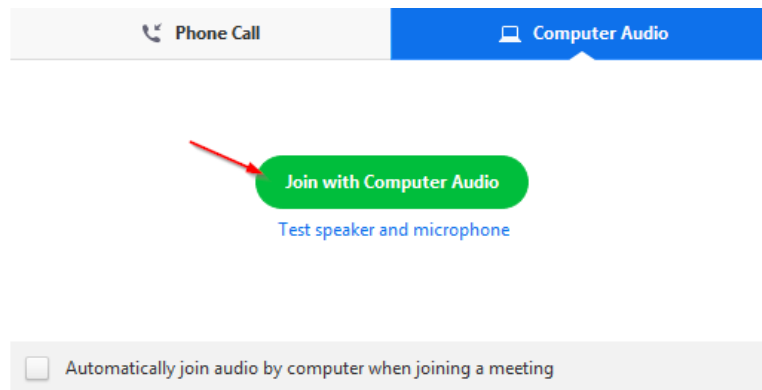 Phone Call
Computer Audio
Join with Computer Audio
Test speaker and microphone
Automatically join audio by computer when joining a meeting